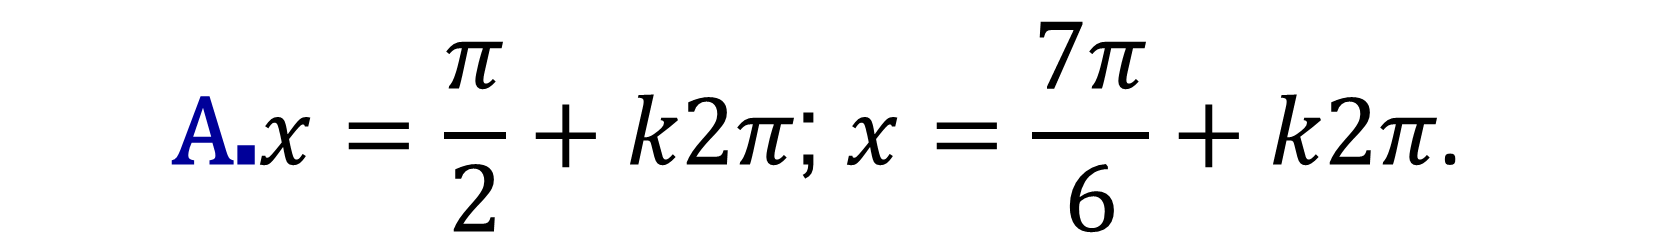 A. x = π/2 + k2π; x = 7π/6 + k2π.